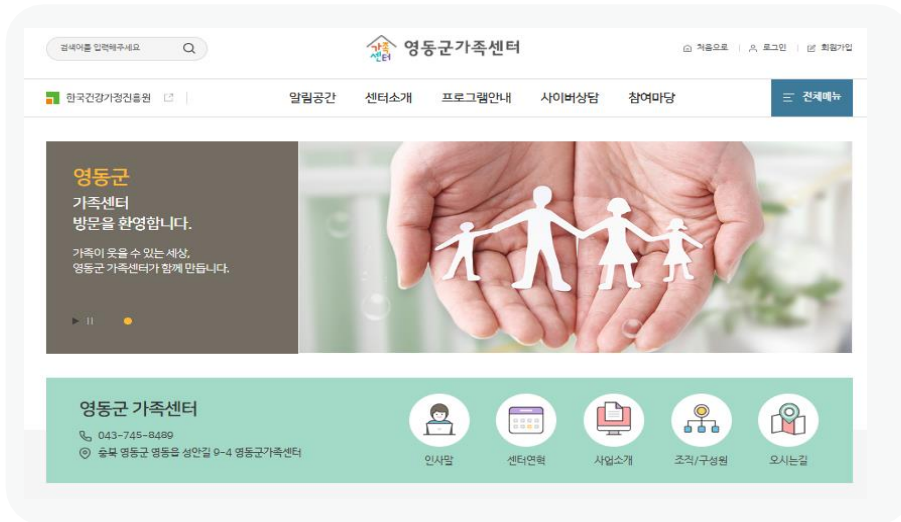 검색어를 입력해주세요
가족센터 영동군가족센터
처음으로 로그인 회원가입
한국건강가정진흥원
알림공간 센터소개 프로그램안내 사이버상담 참여마당
전체메뉴
영동군
가족센터
방문을 환영합니다.
가족이 웃을 수 있는 세상,
영동군 가족센터가 함께 만듭니다.
영동군 가족센터
043-745-8489
충북 영동군 영동읍 성안길 9-4 영동군가족센터
인사말 센터연혁 사업소개 조직/구성원 오시는길